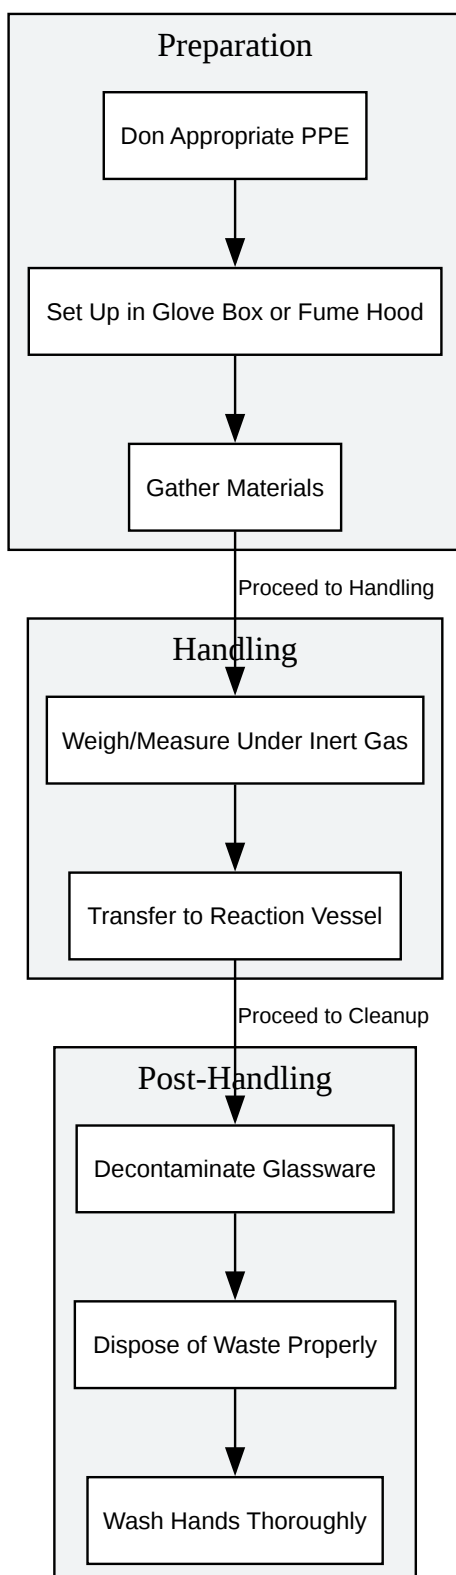 Preparation
Don Appropriate PPE
Set Up in Glove Box or Fume Hood
Gather Materials
Proceed to Handling
Handling
Weigh/Measure Under Inert Gas
Transfer to Reaction Vessel
Proceed to Cleanup
Post-Handling
Decontaminate Glassware
Dispose of Waste Properly
Wash Hands Thoroughly